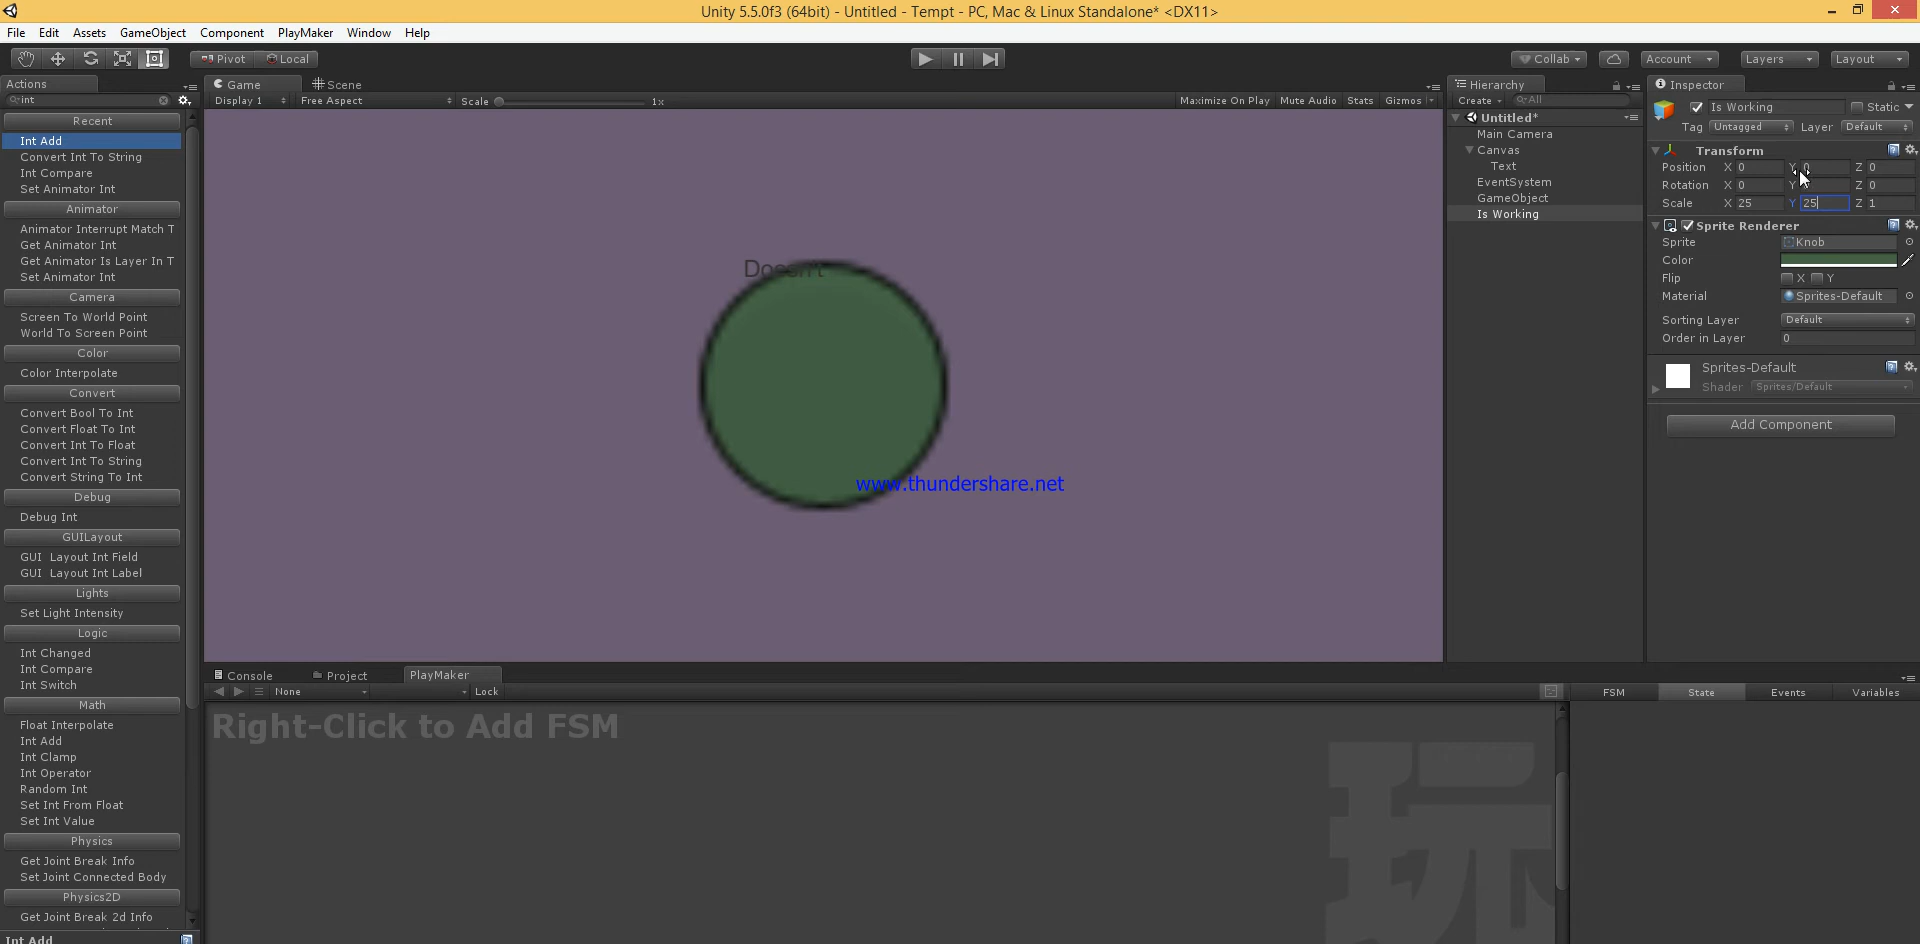 Unity 5.5.0f3 (64bit) - Untitled - Tempt - PC, Mac & Linux Standalone* <DX11>
File Edit Assets GameObject Component PlayMaker Window Help
Pivot Local Collab Account Layers Layout
Actions
int
Recent
Int Add
Convert Int To String
Int Compare
Set Animator Int
Animator
Animator Interrupt Match T
Get Animator Int
Get Animator Is Layer In T
Set Animator Int
Camera
Screen To World Point
World To Screen Point
Color
Color Interpolate
Convert
Convert Bool To Int
Convert Float To Int
Convert Int To Float
Convert Int To String
Convert String To Int
Debug
Debug Int
GUILayout
GUI Layout Int Field
GUI Layout Int Label
Lights
Set Light Intensity
Logic
Int Changed
Int Compare
Int Switch
Math
Float Interpolate
Int Add
Int Clamp
Int Operator
Random Int
Set Int From Float
Set Int Value
Physics
Get Joint Break Info
Set Joint Connected Body
Physics2D
Get Joint Break 2d Info
Int Add
Game Scene
Display 1 Free Aspect Scale 1x Maximize On Play Mute Audio Stats Gizmos
Doesn't
www.thundershare.net
Console Project PlayMaker
None Lock FSM State Events Variables
Right-Click to Add FSM
玩
Hierarchy
Create All
Untitled*
Main Camera
Canvas
Text
EventSystem
GameObject
Is Working
Inspector
Is Working Static
Tag Untagged Layer Default
Transform
Position X 0 Y 0 Z 0
Rotation X 0 Y Z 0
Scale X 25 Y 25 Z 1
Sprite Renderer
Sprite Knob
Color
Flip X Y
Material Sprites-Default
Sorting Layer Default
Order in Layer 0
Sprites-Default
Shader Sprites/Default
Add Component